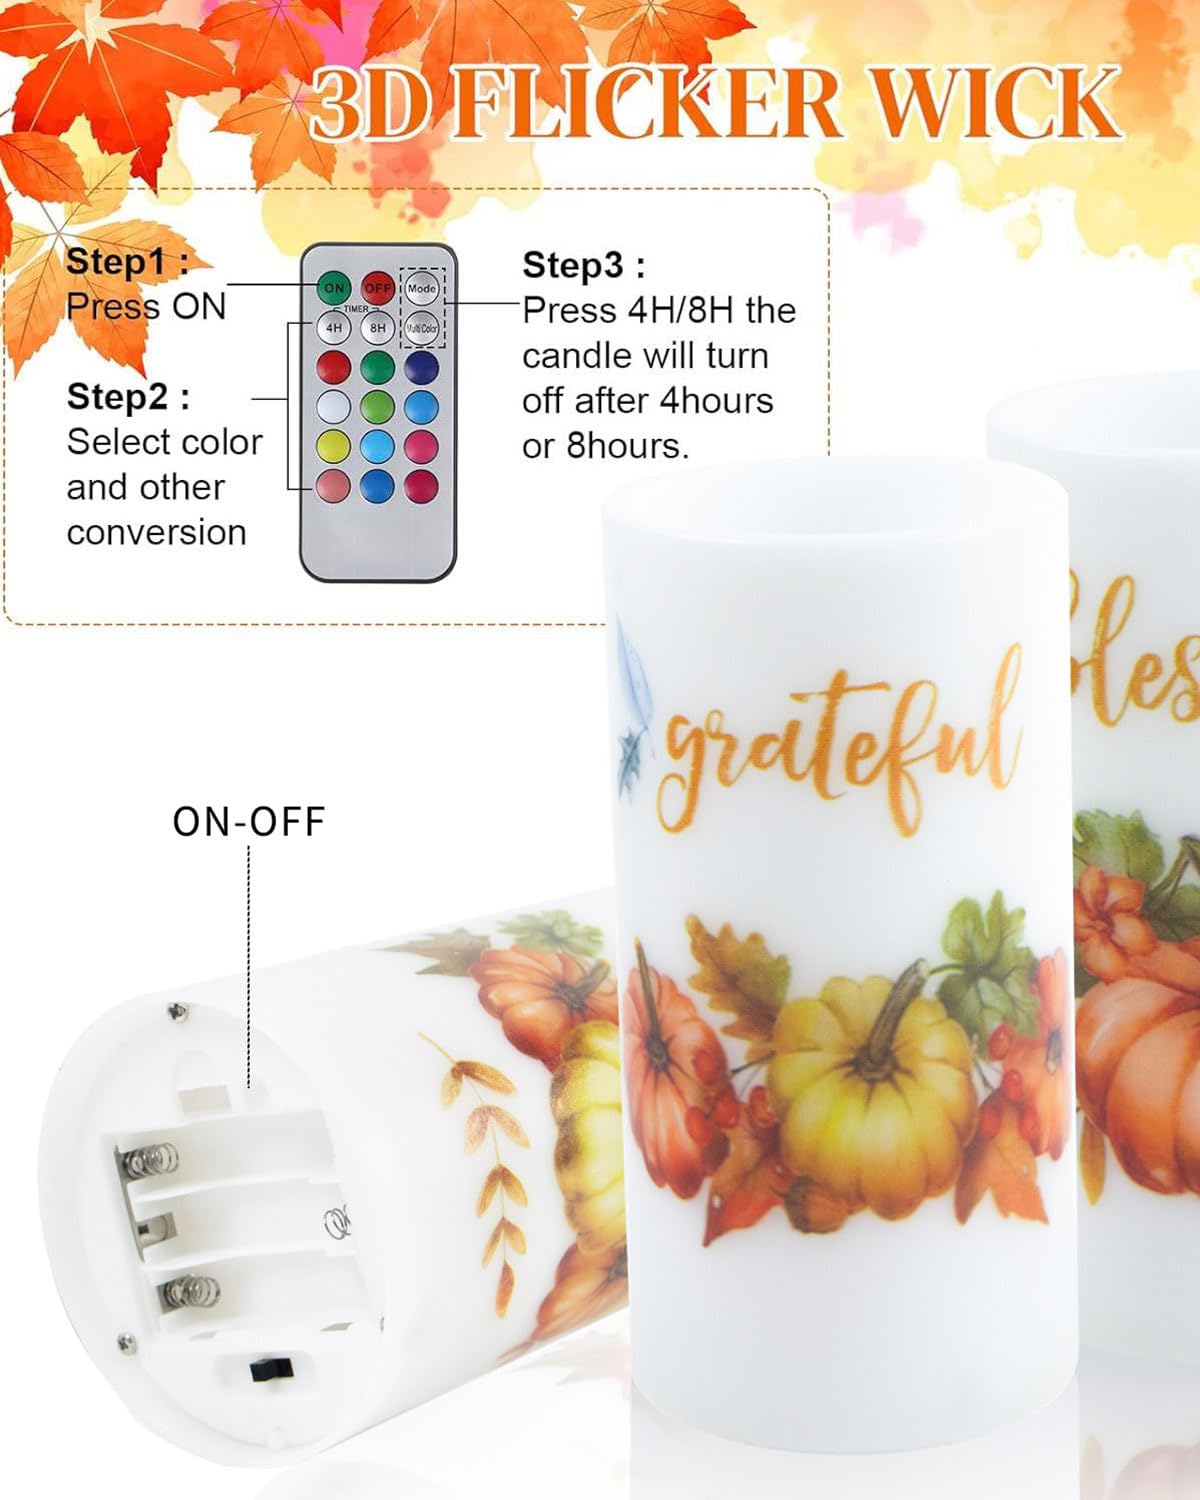 3D FLICKER WICK
Step1 :
Press ON
Step2 :
Select color
and other
conversion
ON OFF Mode
TIMER
4H 8H Multi Color
Step3 :
Press 4H/8H the
candle will turn
off after 4hours
or 8hours.
grateful
bles
ON-OFF